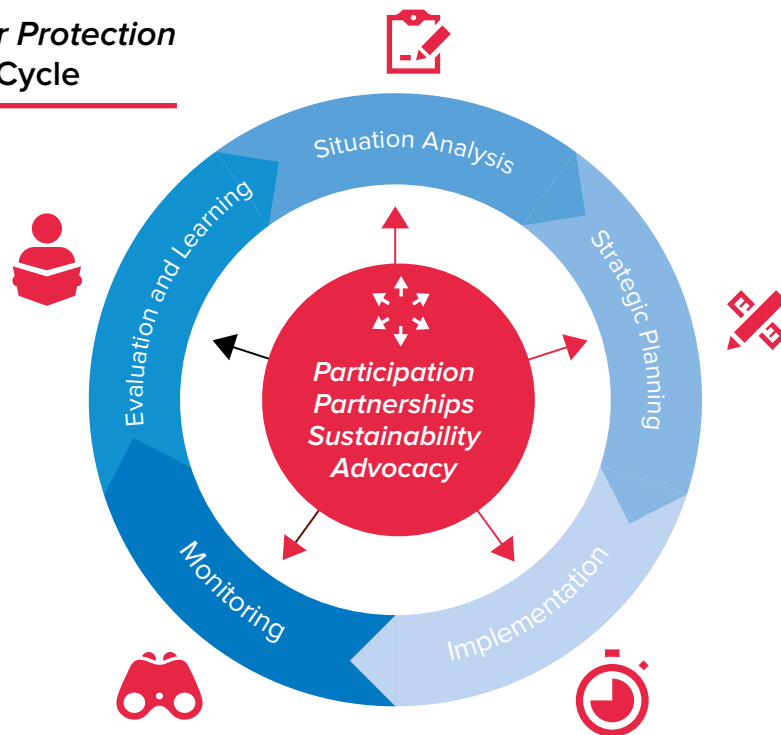 r Protection
Cycle
Situation Analysis
Strategic Planning
Implementation
Monitoring
Evaluation and Learning
Participation
Partnerships
Sustainability
Advocacy